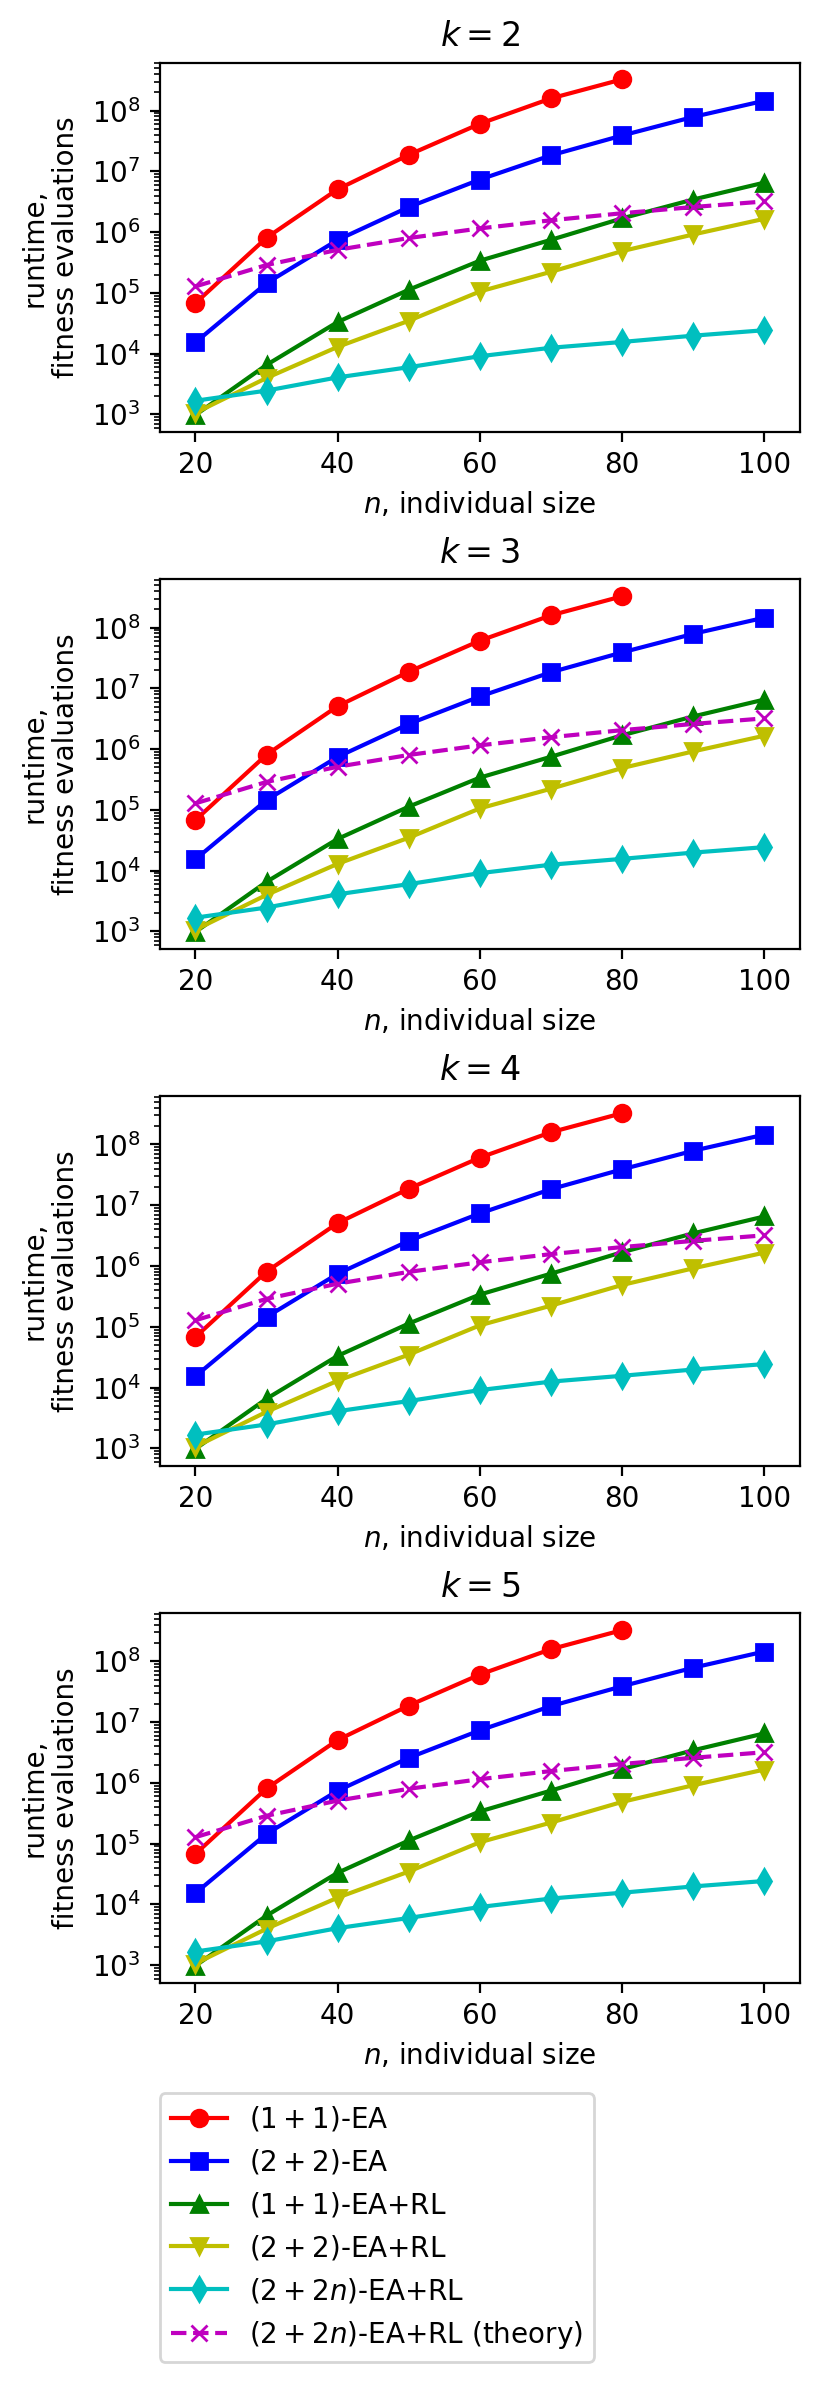 k = 2
10^8
10^7
10^6
10^5
10^4
10^3
runtime,
fitness evaluations
20 40 60 80 100
n, individual size
k = 3
10^8
10^7
10^6
10^5
10^4
10^3
runtime,
fitness evaluations
20 40 60 80 100
n, individual size
k = 4
10^8
10^7
10^6
10^5
10^4
10^3
runtime,
fitness evaluations
20 40 60 80 100
n, individual size
k = 5
10^8
10^7
10^6
10^5
10^4
10^3
runtime,
fitness evaluations
20 40 60 80 100
n, individual size
(1 + 1)-EA
(2 + 2)-EA
(1 + 1)-EA+RL
(2 + 2)-EA+RL
(2 + 2n)-EA+RL
(2 + 2n)-EA+RL (theory)